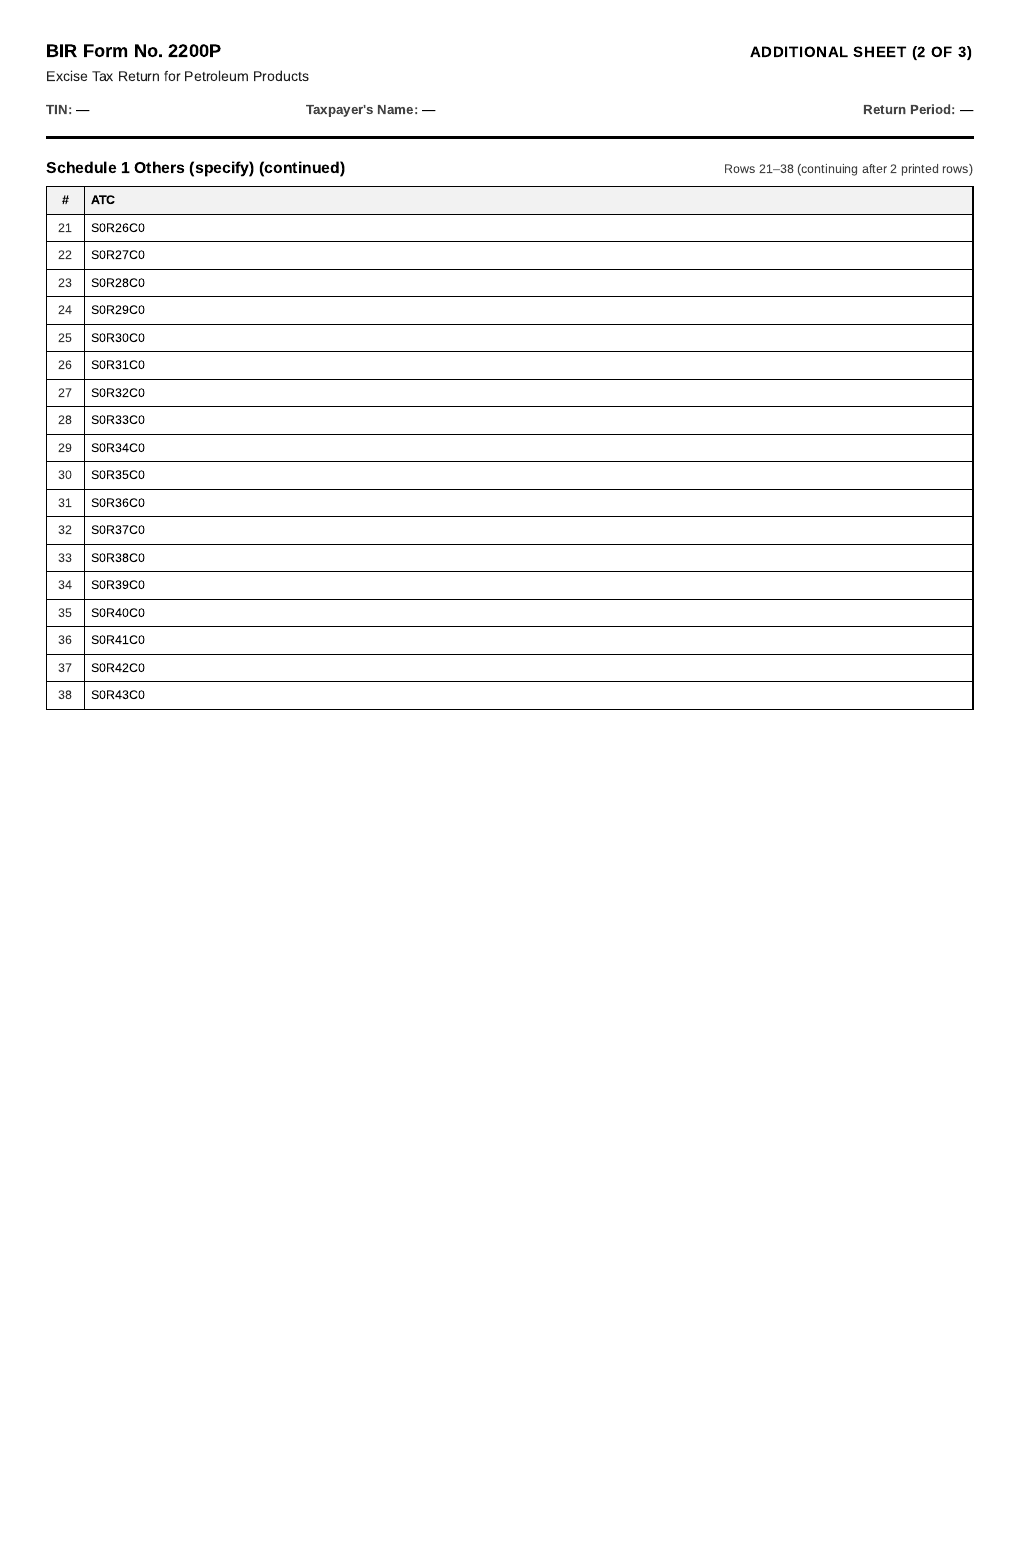 BIR Form No. 2200P
ADDITIONAL SHEET (2 OF 3)
Excise Tax Return for Petroleum Products
TIN: — Taxpayer's Name: — Return Period: —
Schedule 1 Others (specify) (continued)
Rows 21–38 (continuing after 2 printed rows)
# ATC
21 S0R26C0
22 S0R27C0
23 S0R28C0
24 S0R29C0
25 S0R30C0
26 S0R31C0
27 S0R32C0
28 S0R33C0
29 S0R34C0
30 S0R35C0
31 S0R36C0
32 S0R37C0
33 S0R38C0
34 S0R39C0
35 S0R40C0
36 S0R41C0
37 S0R42C0
38 S0R43C0